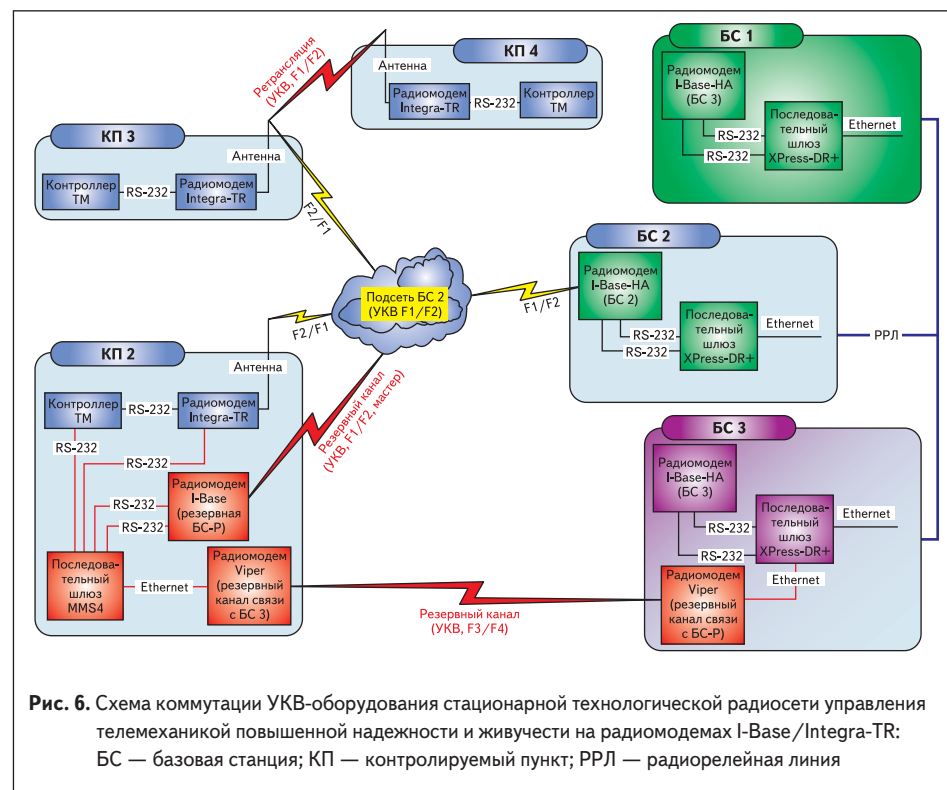 КП 4
Антенна
Радиомодем
Integra-TR
RS-232
Контроллер
ТМ
Ретрансляция
(УКВ, F1/F2)
БС 1
Радиомодем
I-Base-HA
(БС 3)
RS-232
RS-232
Последова-
тельный
шлюз
XPress-DR+
Ethernet
КП 3
Антенна
Контроллер
ТМ
RS-232
Радиомодем
Integra-TR
F2/F1
Подсеть БС 2
(УКВ F1/F2)
F1/F2
БС 2
Радиомодем
I-Base-HA
(БС 2)
RS-232
RS-232
Последова-
тельный
шлюз
XPress-DR+
Ethernet
РРЛ
F2/F1
КП 2
Антенна
Контроллер
ТМ
RS-232
Радиомодем
Integra-TR
RS-232
RS-232
RS-232
RS-232
Радиомодем
I-Base
(резервная
БС-Р)
Резервный канал
(УКВ, F1/F2, мастер)
Последова-
тельный
шлюз
MMS4
Ethernet
Радиомодем
Viper
(резервный
канал связи
с БС 3)
Резервный канал
(УКВ, F3/F4)
БС 3
Радиомодем
I-Base-HA
(БС 3)
RS-232
RS-232
Последова-
тельный
шлюз
XPress-DR+
Ethernet
Ethernet
Радиомодем
Viper
(резервный
канал связи
с БС-Р)
Рис. 6. Схема коммутации УКВ-оборудования стационарной технологической радиосети управления
телемеханикой повышенной надежности и живучести на радиомодемах I-Base/Integra-TR:
БС — базовая станция; КП — контролируемый пункт; РРЛ — радиорелейная линия